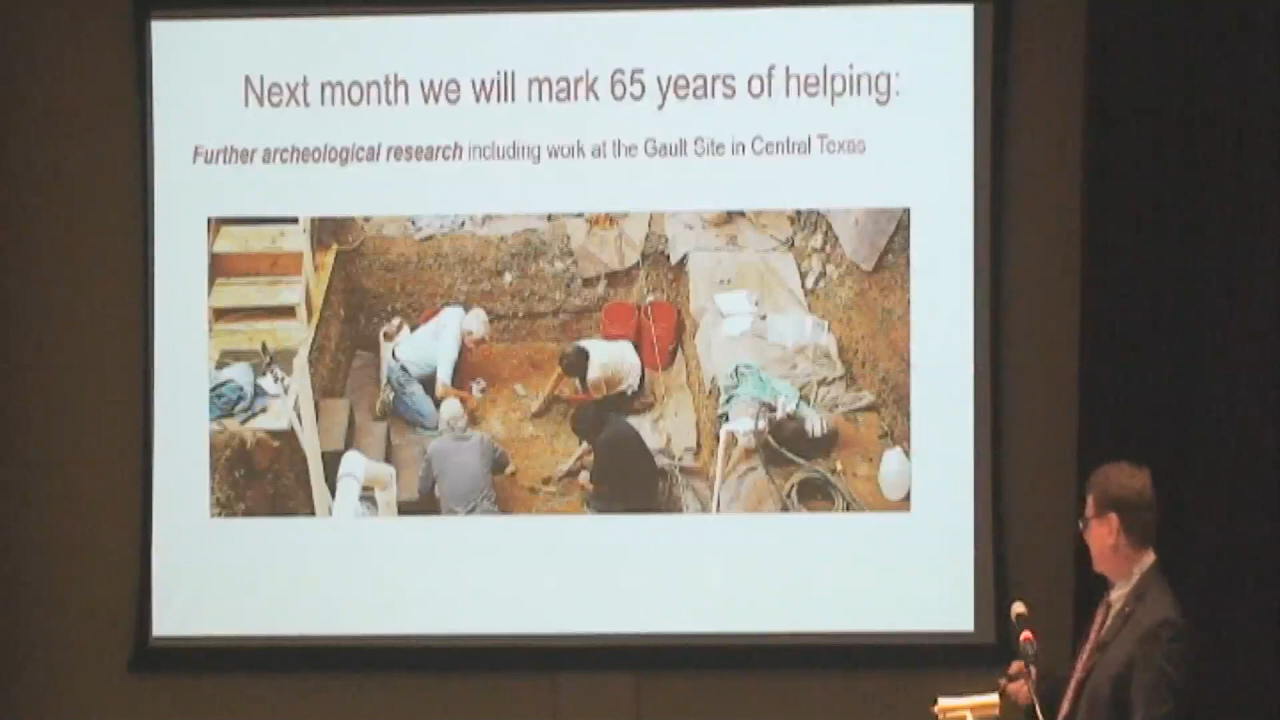 Next month we will mark 65 years of helping:
Further archeological research including work at the Gault Site in Central Texas